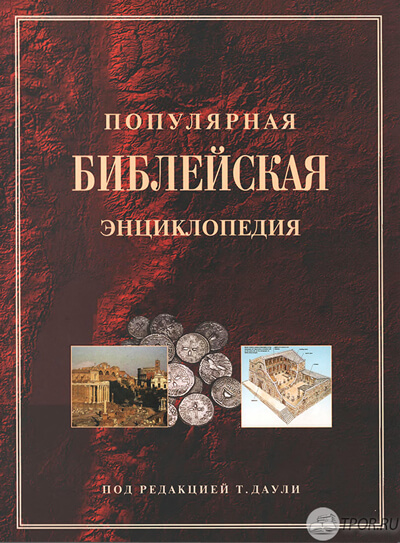 ПОПУЛЯРНАЯ
БИБЛЕЙСКАЯ
ЭНЦИКЛОПЕДИЯ
ПОД РЕДАКЦИЕЙ Т. ДАУЛИ
TPOR.RU